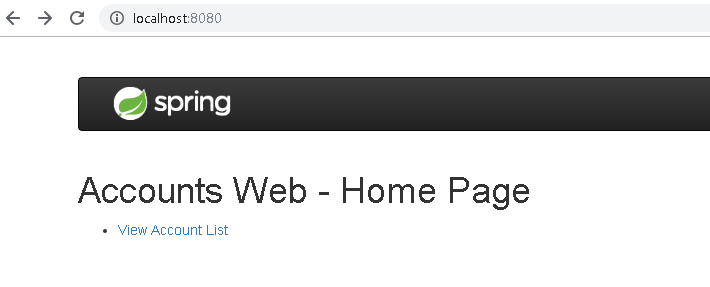 localhost:8080
spring
Accounts Web - Home Page
View Account List